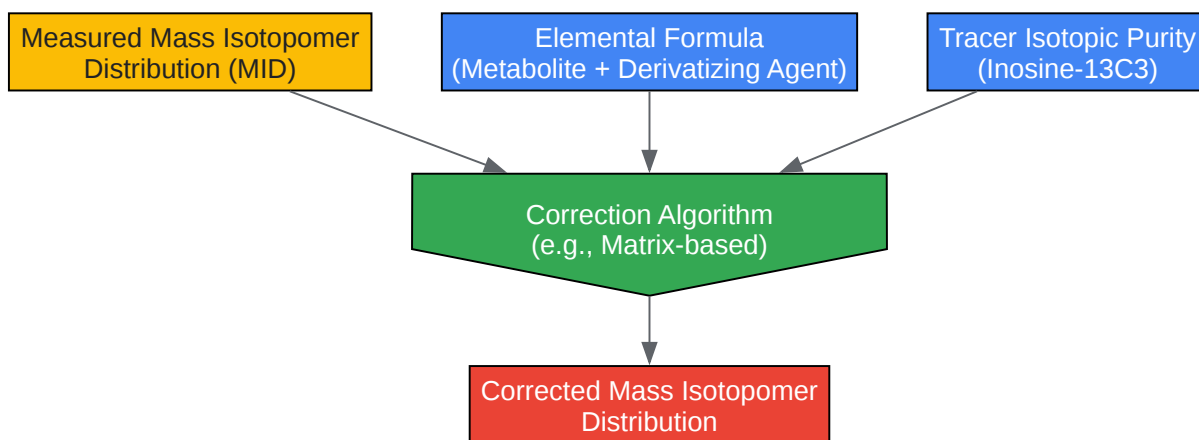 Measured Mass Isotopomer
Distribution (MID)
Elemental Formula
(Metabolite + Derivatizing Agent)
Tracer Isotopic Purity
(Inosine-13C3)
Correction Algorithm
(e.g., Matrix-based)
Corrected Mass Isotopomer
Distribution